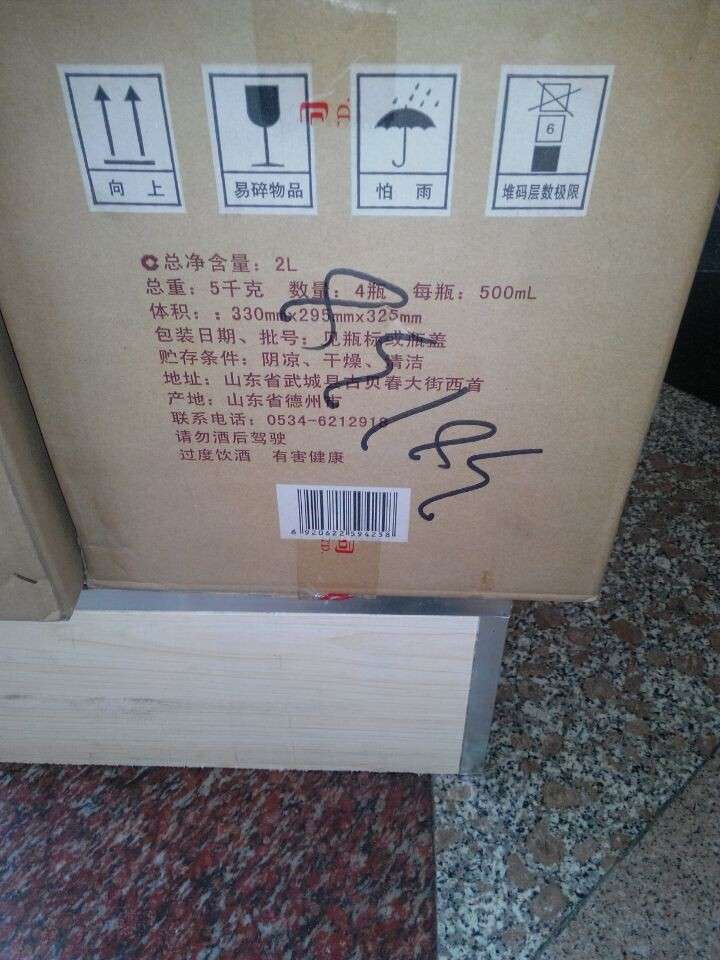 向 上
易碎物品
怕 雨
6
堆码层数极限
总净含量：2L
总重：5千克 数量：4瓶 每瓶：500mL
体积：：330mmx295mmx325mm
包装日期、批号：见瓶标或瓶盖
贮存条件：阴凉、干燥、清洁
地址：山东省武城县古贝春大街西首
产地：山东省德州市
联系电话：0534-6212918
请勿酒后驾驶
过度饮酒 有害健康
6 920622 594258